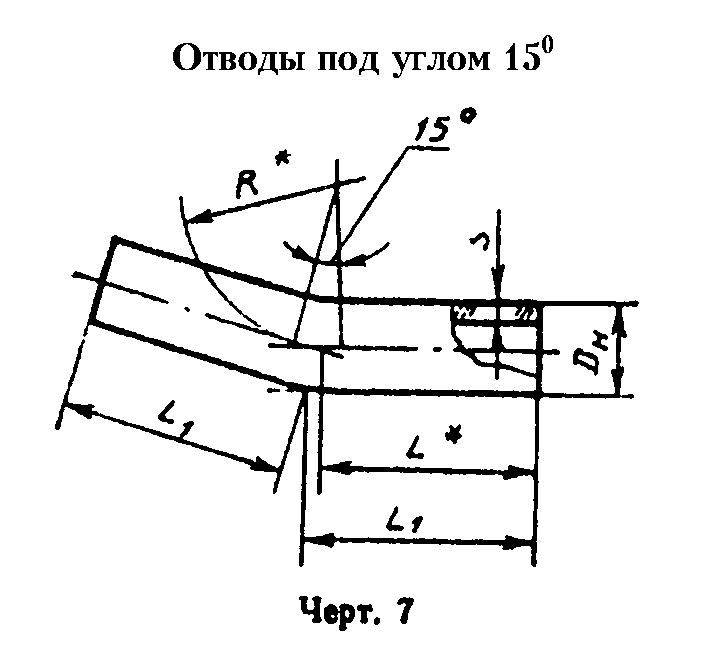 Отводы под углом 15⁰
15°
R*
s
Dн
L₁
L*
L₁
Черт. 7